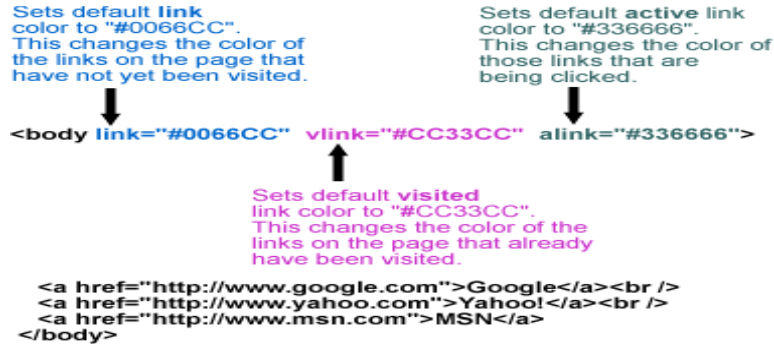 Sets default link
color to "#0066CC".
This changes the color of
the links on the page that
have not yet been visited.
Sets default active link
color to "#336666".
This changes the color of
those links that are
being clicked.
<body link="#0066CC" vlink="#CC33CC" alink="#336666">
Sets default visited
link color to "#CC33CC".
This changes the color of the
links on the page that already
have been visited.
<a href="http://www.google.com">Google</a><br />
<a href="http://www.yahoo.com">Yahoo!</a><br />
<a href="http://www.msn.com">MSN</a>
</body>